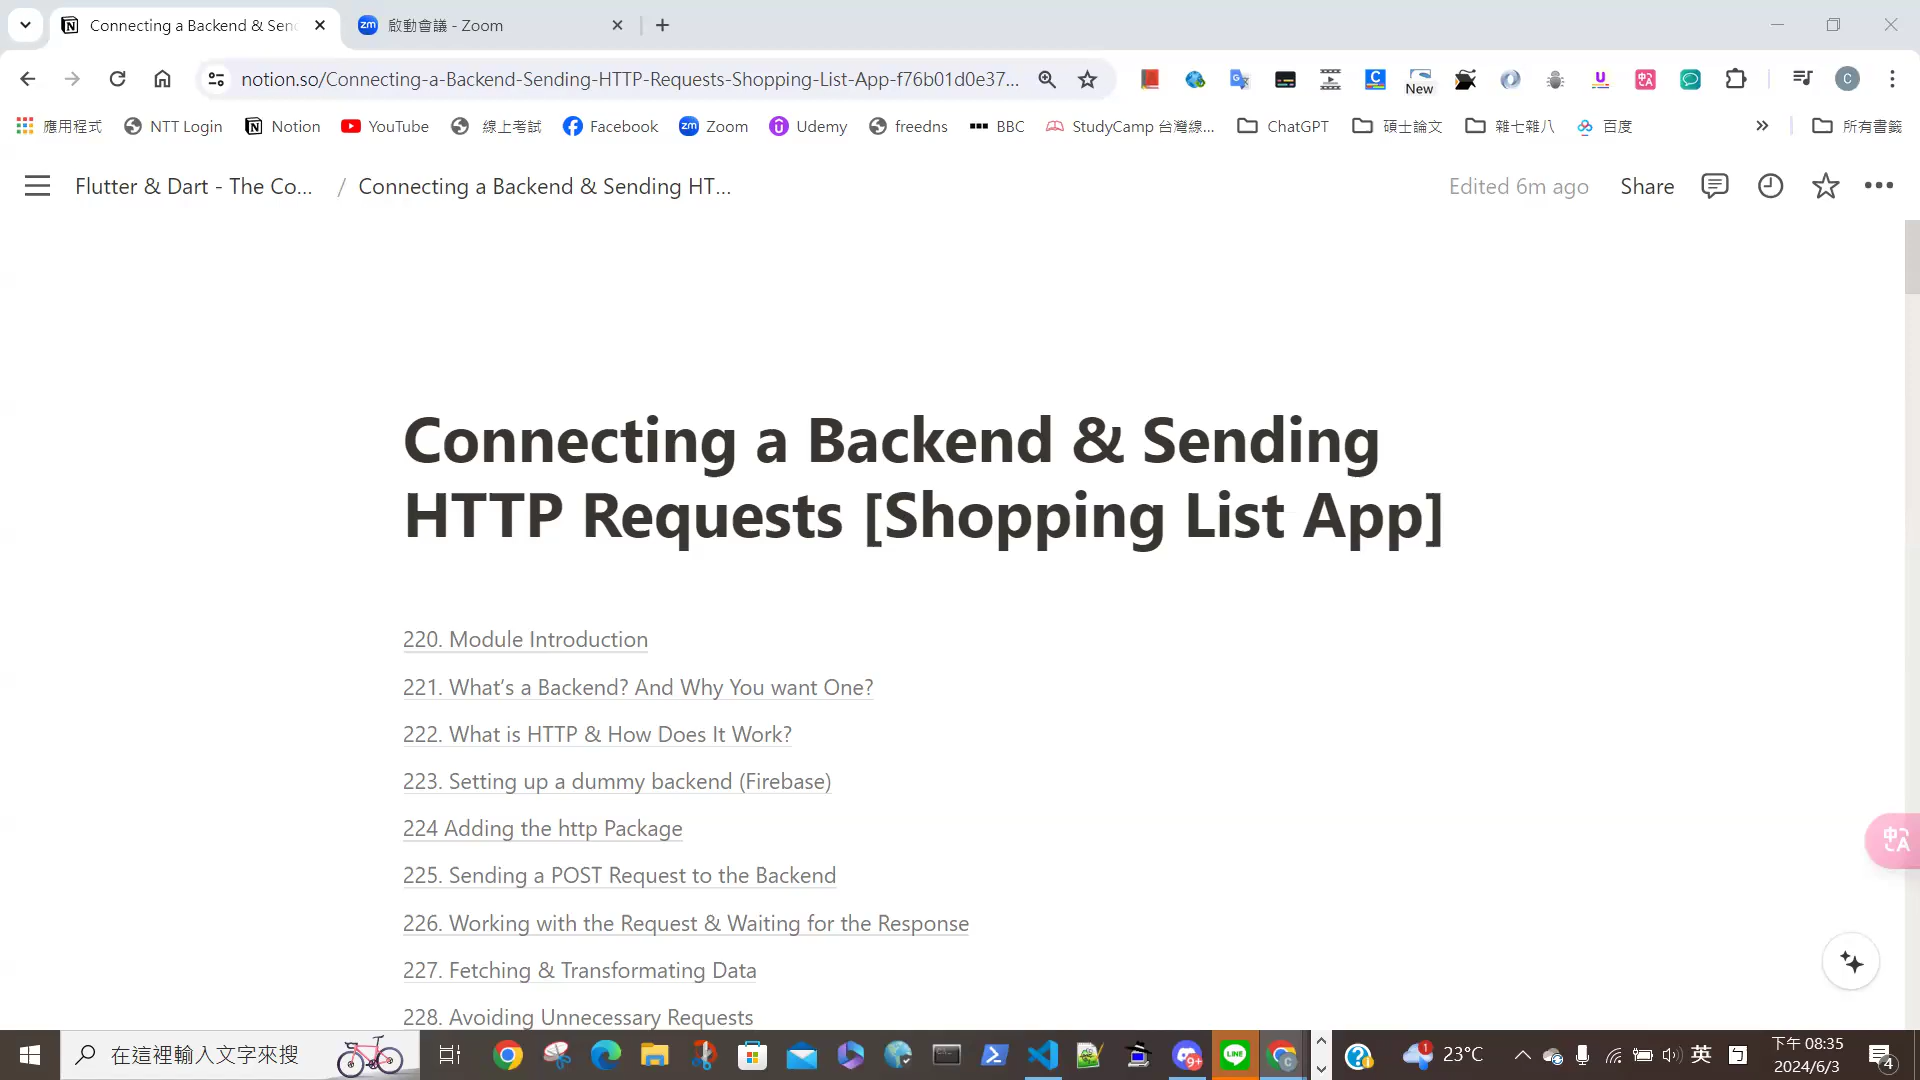 Connecting a Backend & Senc
啟動會議 - Zoom
notion.so/Connecting-a-Backend-Sending-HTTP-Requests-Shopping-List-App-f76b01d0e37...
New
C
應用程式
NTT Login
Notion
YouTube
線上考試
Facebook
Zoom
Udemy
freedns
BBC
StudyCamp 台灣線...
ChatGPT
碩士論文
雜七雜八
百度
所有書籤
Flutter & Dart - The Co... / Connecting a Backend & Sending HT...
Edited 6m ago
Share
Connecting a Backend & Sending
HTTP Requests [Shopping List App]
220. Module Introduction
221. What's a Backend? And Why You want One?
222. What is HTTP & How Does It Work?
223. Setting up a dummy backend (Firebase)
224 Adding the http Package
225. Sending a POST Request to the Backend
226. Working with the Request & Waiting for the Response
227. Fetching & Transformating Data
228. Avoiding Unnecessary Requests
在這裡輸入文字來搜
LINE
9+
1
23°C
英
下午 08:35
2024/6/3
4